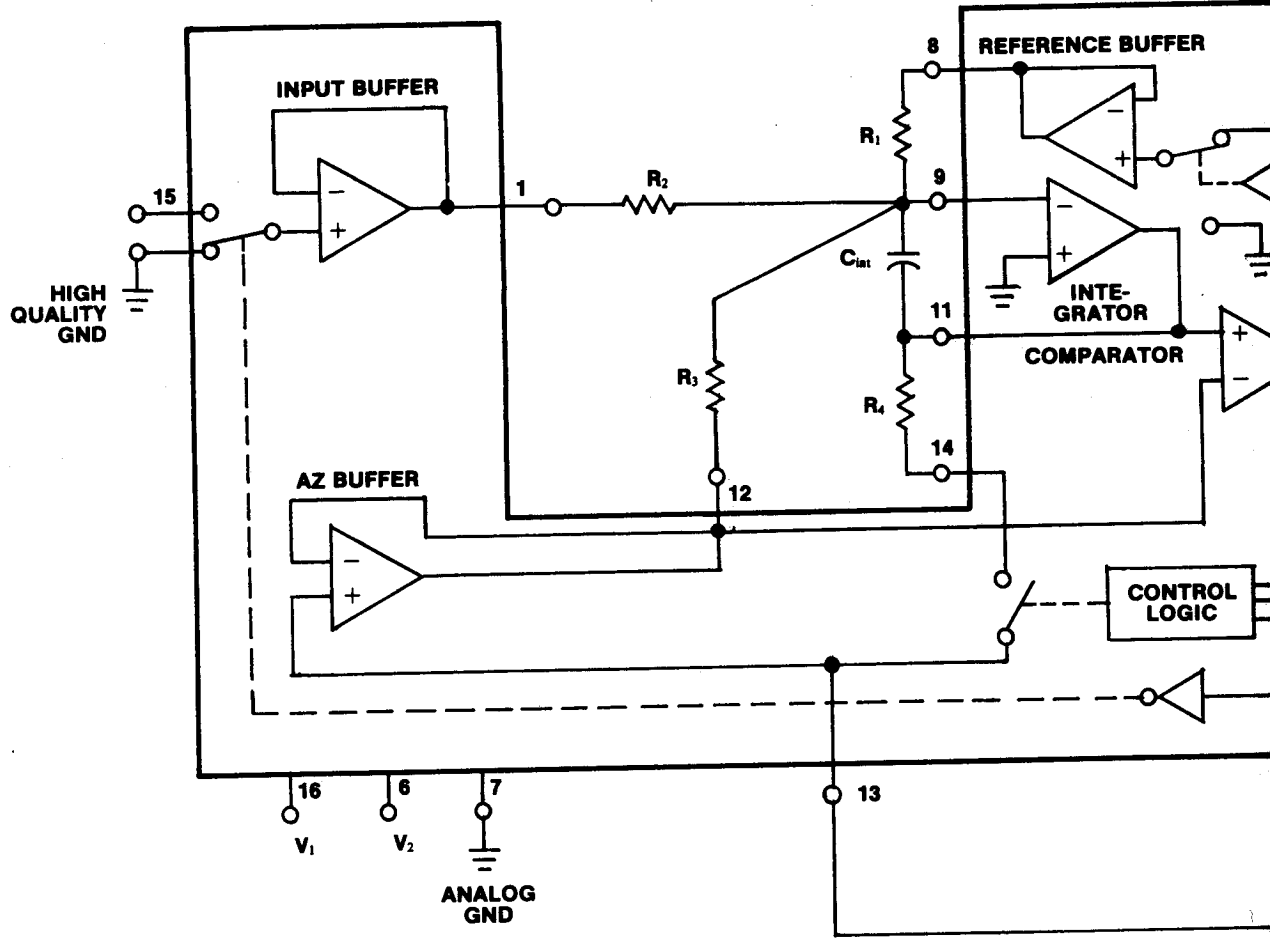 8
REFERENCE BUFFER
INPUT BUFFER
R₁
−
+
15
1
R₂
9
−
+
−
+
Cint
HIGH
QUALITY
GND
INTE-
GRATOR
11
COMPARATOR
+
−
R₃
R₄
14
AZ BUFFER
12
−
+
CONTROL
LOGIC
16
6
7
13
V₁
V₂
ANALOG
GND